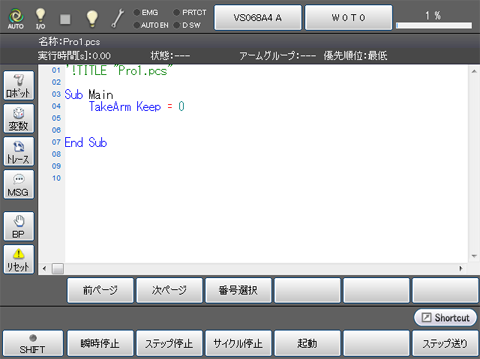 AUTO I/O EMG PRTCT AUTO EN D SW VS068A4 A W 0 T 0 1 %
名称:Pro1.pcs
実行時間[s]:0.00 状態:--- アームグループ:--- 優先順位:最低
01 '!TITLE "Pro1.pcs"
02
03 Sub Main
04 TakeArm Keep = 0
05
06
07 End Sub
08
09
10
ロボット
変数
トレース
MSG
BP
リセット
前ページ 次ページ 番号選択
Shortcut
SHIFT 瞬時停止 ステップ停止 サイクル停止 起動 ステップ送り